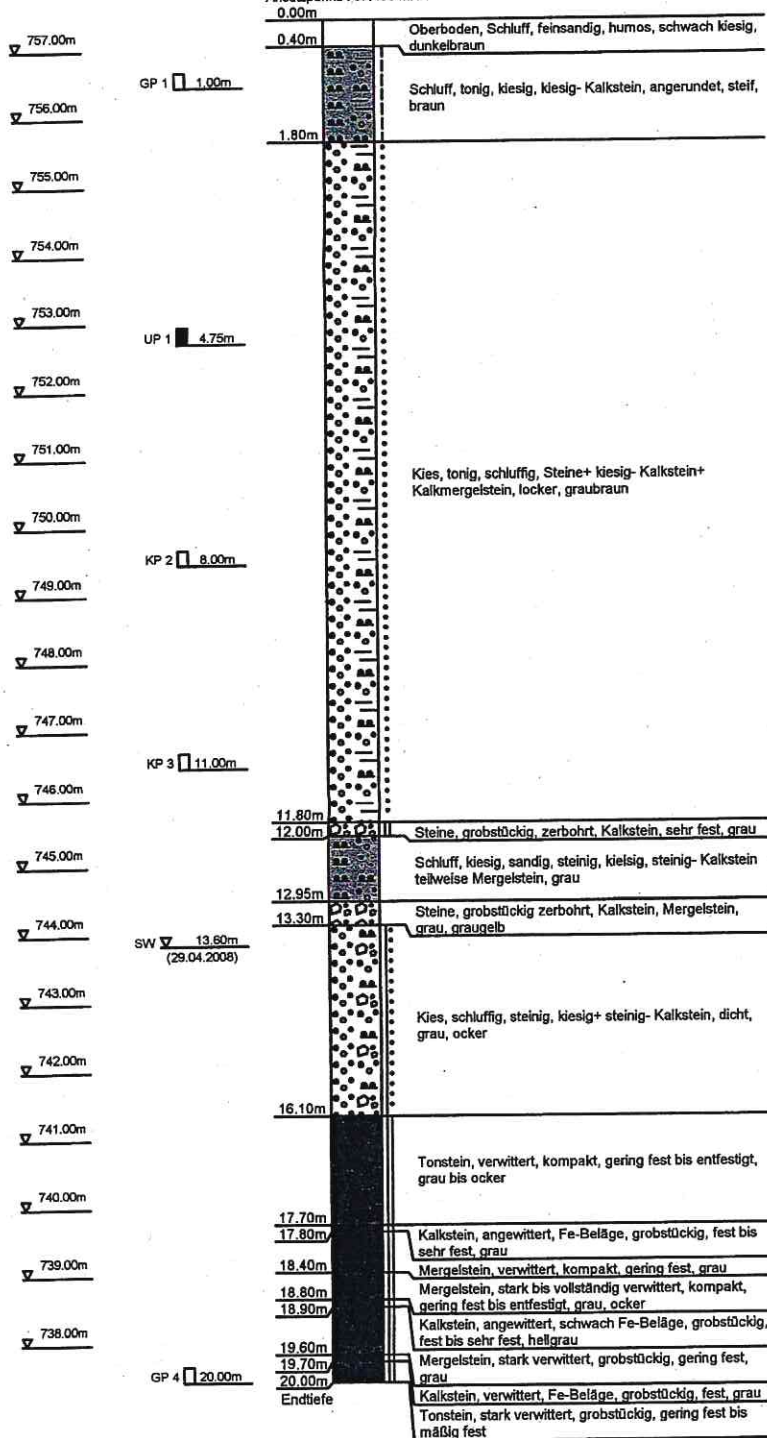 0.00m
Oberboden, Schluff, feinsandig, humos, schwach kiesig,
dunkelbraun
757.00m
0.40m
GP 1 1.00m
Schluff, tonig, kiesig, kiesig- Kalkstein, angerundet, steif,
braun
756.00m
1.80m
755.00m
754.00m
753.00m
UP 1 4.75m
752.00m
751.00m
Kies, tonig, schluffig, Steine+ kiesig- Kalkstein+
Kalkmergelstein, locker, graubraun
750.00m
KP 2 8.00m
749.00m
748.00m
747.00m
KP 3 11.00m
746.00m
11.80m
12.00m
Steine, grobstückig, zerbohrt, Kalkstein, sehr fest, grau
745.00m
Schluff, kiesig, sandig, steinig, kielsig, steinig- Kalkstein
teilweise Mergelstein, grau
12.95m
Steine, grobstückig zerbohrt, Kalkstein, Mergelstein,
grau, graugelb
13.30m
744.00m
SW 13.60m
(29.04.2008)
743.00m
Kies, schluffig, steinig, kiesig+ steinig- Kalkstein, dicht,
grau, ocker
742.00m
16.10m
741.00m
Tonstein, verwittert, kompakt, gering fest bis entfestigt,
grau bis ocker
740.00m
17.70m
17.80m
Kalkstein, angewittert, Fe-Beläge, grobstückig, fest bis
sehr fest, grau
739.00m
18.40m
Mergelstein, verwittert, kompakt, gering fest, grau
18.80m
Mergelstein, stark bis vollständig verwittert, kompakt,
gering fest bis entfestigt, grau, ocker
18.90m
Kalkstein, angewittert, schwach Fe-Beläge, grobstückig,
fest bis sehr fest, hellgrau
738.00m
19.60m
Mergelstein, stark verwittert, grobstückig, gering fest,
grau
19.70m
GP 4 20.00m
20.00m
Kalkstein, verwittert, Fe-Beläge, grobstückig, fest, grau
Endtiefe
Tonstein, stark verwittert, grobstückig, gering fest bis
mäßig fest